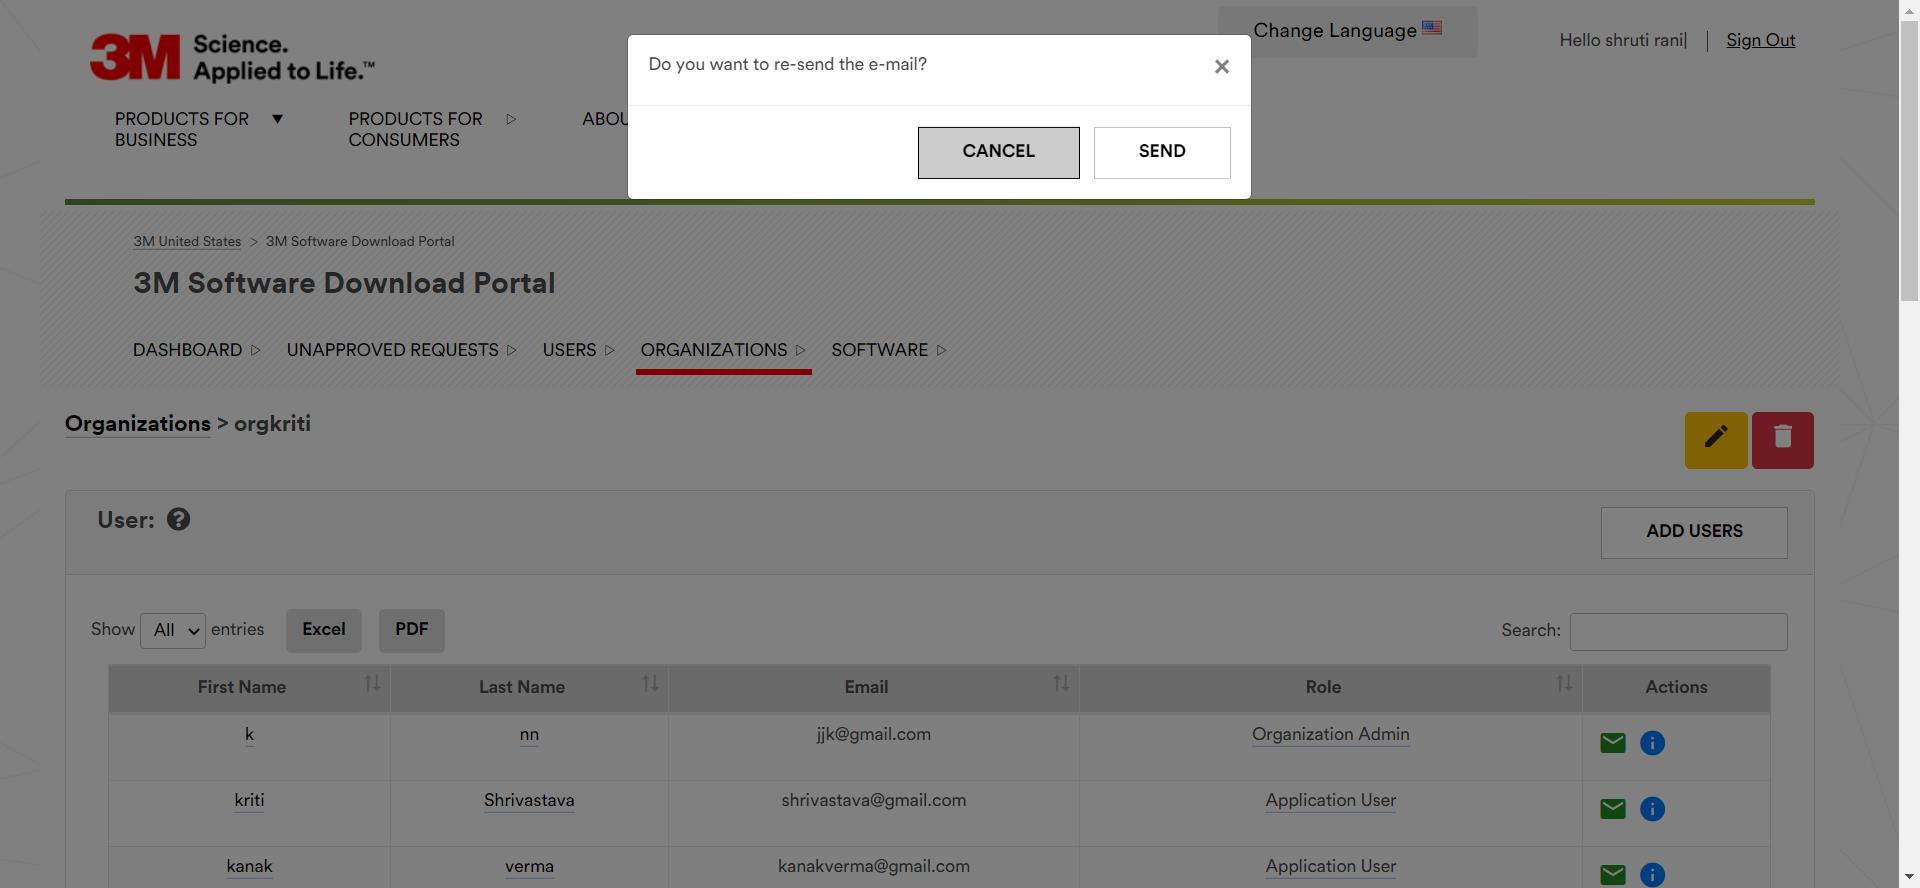 3M Science.
Applied to Life.™
Change Language
Hello shruti rani| Sign Out
Do you want to re-send the e-mail? ×
CANCEL SEND
PRODUCTS FOR BUSINESS
PRODUCTS FOR CONSUMERS
ABOU
3M United States > 3M Software Download Portal
3M Software Download Portal
DASHBOARD UNAPPROVED REQUESTS USERS ORGANIZATIONS SOFTWARE
Organizations > orgkriti
User: ?
ADD USERS
Show All entries Excel PDF Search:
First Name Last Name Email Role Actions
k nn jjk@gmail.com Organization Admin
kriti Shrivastava shrivastava@gmail.com Application User
kanak verma kanakverma@gmail.com Application User